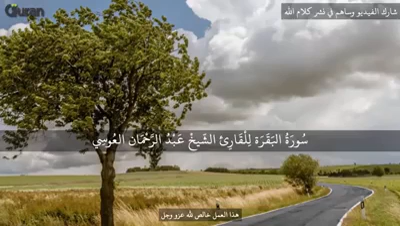 Quran
شارك الفيديو وساهم في نشر كلام الله
سُورَةُ البَقَرَة لِلْقَارِئ الشَّيخْ عَبْدُ الرَّحْمَان العُوسِي
هذا العمل خالص لله عزو وجل